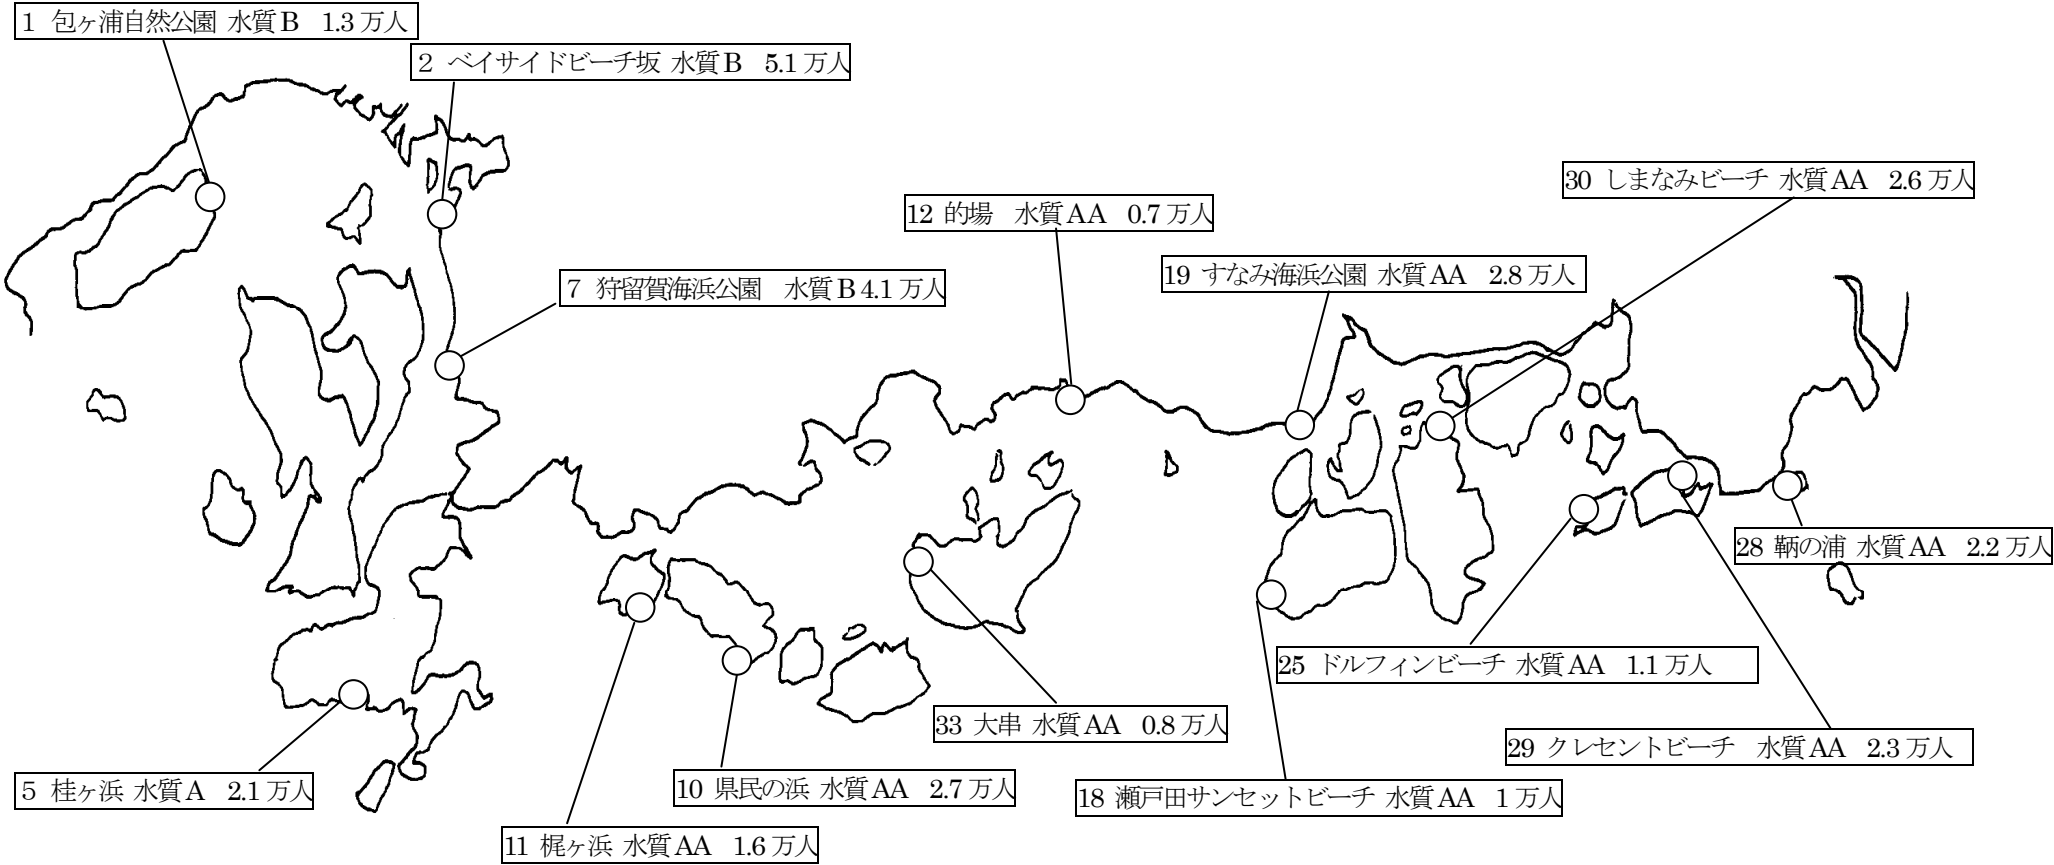 1 包ヶ浦自然公園 水質B 1.3万人
2 ベイサイドビーチ坂 水質B 5.1万人
30 しまなみビーチ 水質AA 2.6万人
12 的場 水質AA 0.7万人
19 すなみ海浜公園 水質AA 2.8万人
7 狩留賀海浜公園 水質B 4.1万人
28 鞆の浦 水質AA 2.2万人
25 ドルフィンビーチ 水質AA 1.1万人
33 大串 水質AA 0.8万人
29 クレセントビーチ 水質AA 2.3万人
5 桂ヶ浜 水質A 2.1万人
10 県民の浜 水質AA 2.7万人
18 瀬戸田サンセットビーチ 水質AA 1万人
11 梶ヶ浜 水質AA 1.6万人